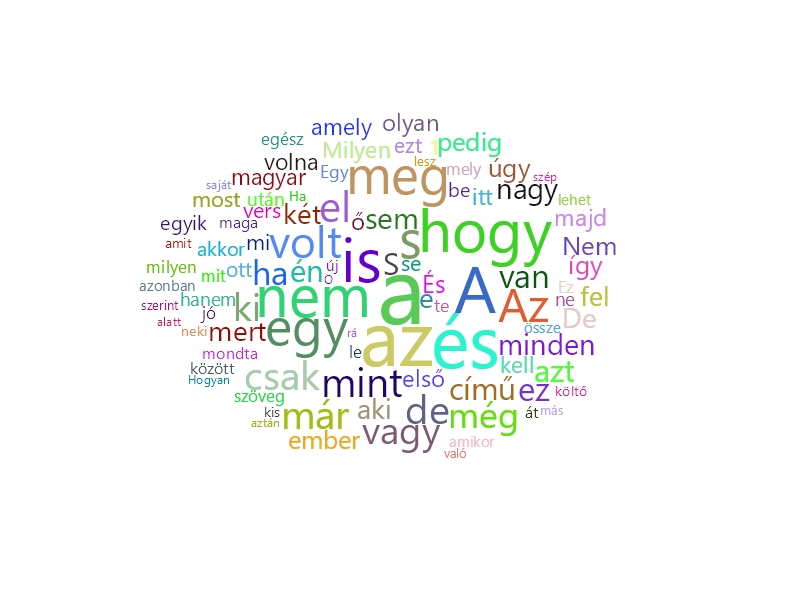 amely olyan
egész ezt 1 pedig
volna Milyen lesz
magyar Egy meg mely úgy szép
saját most után Ha el be itt nagy lehet
vers két ő sem hogy majd
egyik maga volt s
amit akkor mi is S se Nem
milyen mit ott ha én új És van így
azonban hanem ki nem O a e te A Az Ez ne fel
szerint jó egy az és össze De
alatt neki mert rá minden
mondta le
között csak mint első kell azt
Hogyan című ez költő
szöveg már aki de még át más
kis
aztán ember vagy amikor
való